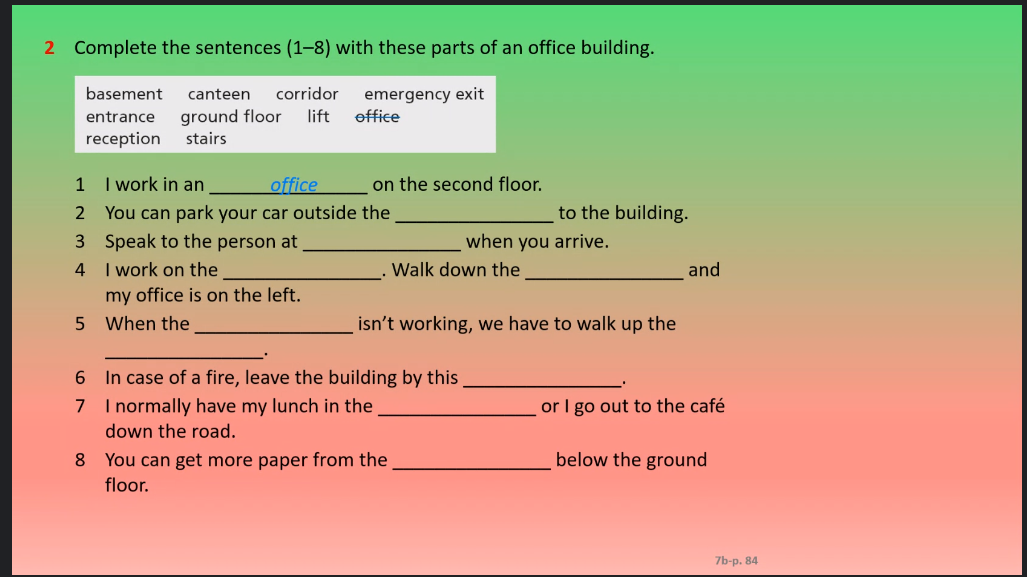 2 Complete the sentences (1–8) with these parts of an office building.
basement canteen corridor emergency exit
entrance ground floor lift office
reception stairs
1 I work in an ______office______ on the second floor.
2 You can park your car outside the ______________ to the building.
3 Speak to the person at ______________ when you arrive.
4 I work on the ______________. Walk down the ______________ and
my office is on the left.
5 When the ______________ isn’t working, we have to walk up the
______________.
6 In case of a fire, leave the building by this ______________.
7 I normally have my lunch in the ______________ or I go out to the café
down the road.
8 You can get more paper from the ______________ below the ground
floor.
7b-p. 84